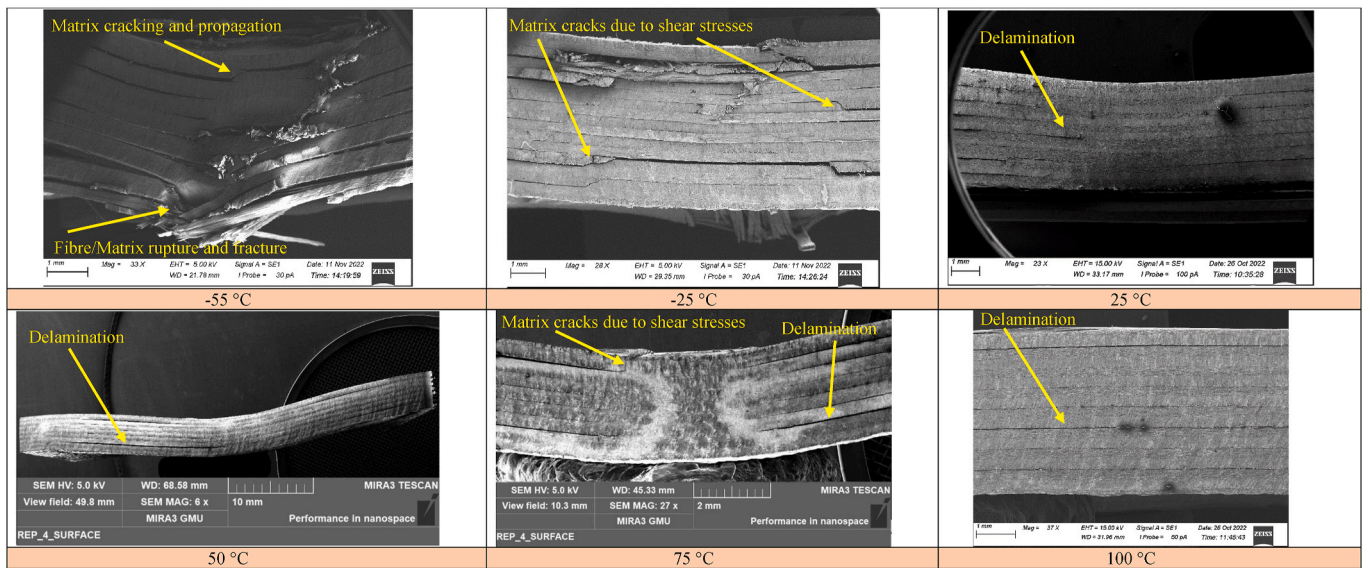 Matrix cracking and propagation
Fibre/Matrix rupture and fracture
1 mm Mag = 33 X EHT = 5.00 kV Signal A = SE1 Date: 11 Nov 2022
WD = 21.78 mm I Probe = 30 pA Time: 14:19:59
ZEISS
-55 °C
Matrix cracks due to shear stresses
1 mm Mag = 28 X EHT = 5.00 kV Signal A = SE1 Date: 11 Nov 2022
WD = 29.35 mm I Probe = 30 pA Time: 14:26:24
ZEISS
-25 °C
Delamination
1 mm Mag = 23 X EHT = 15.00 kV Signal A = SE1 Date: 26 Oct 2022
WD = 33.17 mm I Probe = 100 pA Time: 10:35:28
ZEISS
25 °C
Delamination
SEM HV: 5.0 kV WD: 68.58 mm MIRA3 TESCAN
View field: 49.8 mm SEM MAG: 6 x 10 mm
MIRA3 GMU Performance in nanospace
REP_4_SURFACE
50 °C
Matrix cracks due to shear stresses
Delamination
SEM HV: 5.0 kV WD: 45.33 mm MIRA3 TESCAN
View field: 10.3 mm SEM MAG: 27 x 2 mm
MIRA3 GMU Performance in nanospace
REP_4_SURFACE
75 °C
Delamination
1 mm Mag = 37 X EHT = 15.00 kV Signal A = SE1 Date: 26 Oct 2022
WD = 31.96 mm I Probe = 60 pA Time: 11:48:43
ZEISS
100 °C